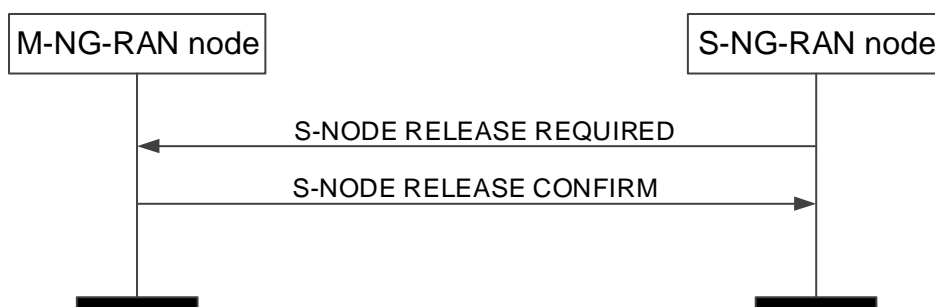 M-NG-RAN node
S-NG-RAN node
S-NODE RELEASE REQUIRED
S-NODE RELEASE CONFIRM